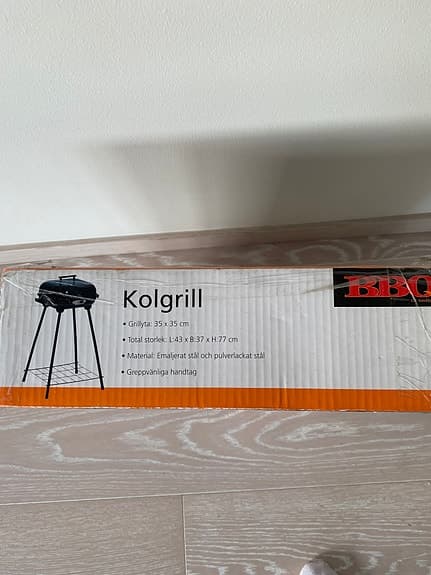 Kolgrill
BBQ
• Grillyta: 35 x 35 cm
• Total storlek: L:43 x B:37 x H:77 cm
• Material: Emaljerat stål och pulverlackat stål
• Greppvänliga handtag